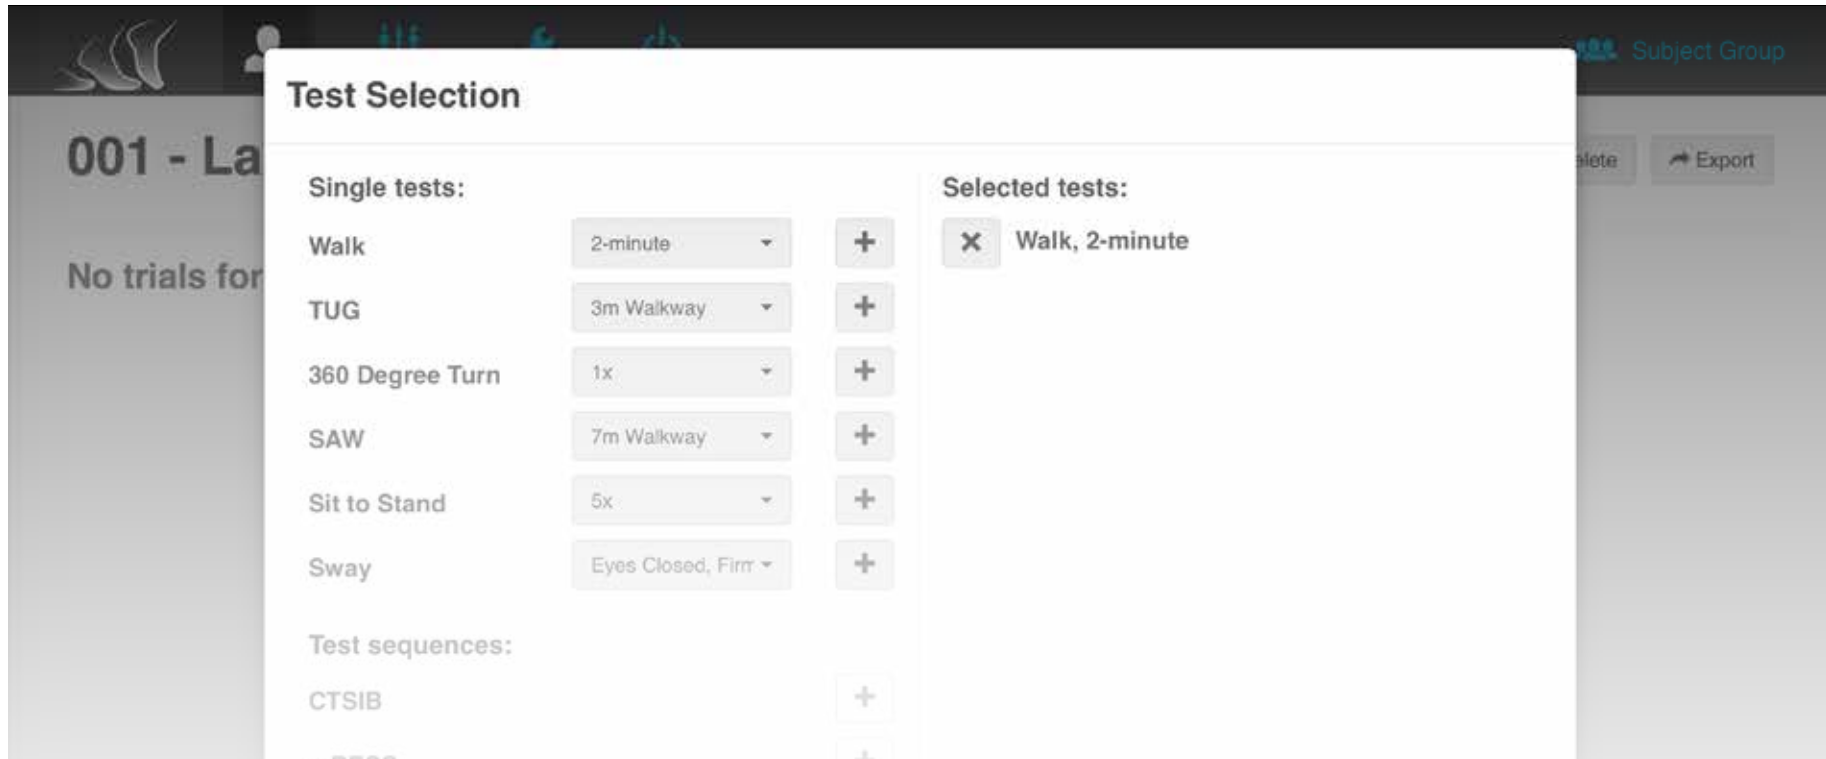 Subject Group
Test Selection
001 - La
Export
Single tests:
Selected tests:
Walk
2-minute
Walk, 2-minute
No trials for
TUG
3m Walkway
360 Degree Turn
1x
SAW
7m Walkway
Sit to Stand
5x
Sway
Eyes Closed, Firm
Test sequences:
CTSIB